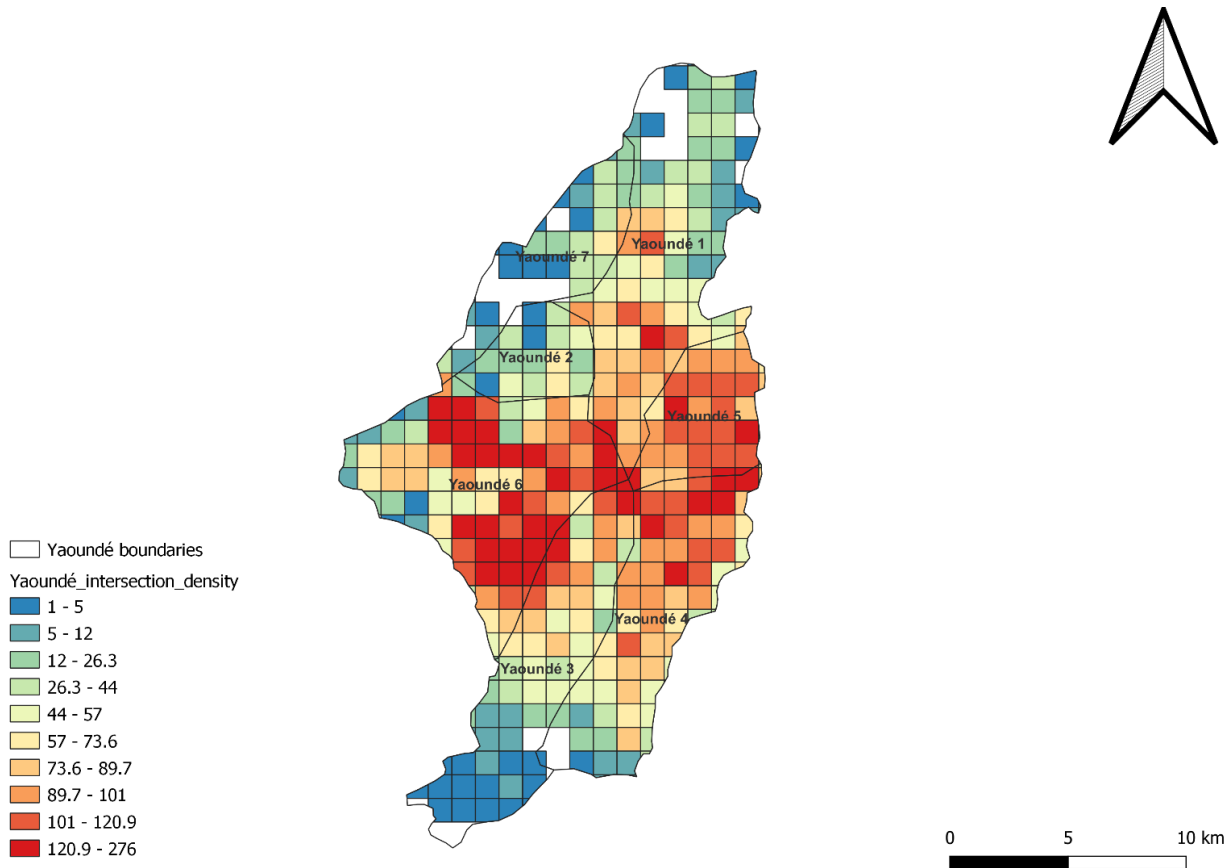 Yaoundé 1
Yaoundé 7
Yaoundé 2
Yaoundé 5
Yaoundé 6
Yaoundé 4
Yaoundé 3
Yaoundé boundaries
Yaoundé_intersection_density
1 - 5
5 - 12
12 - 26.3
26.3 - 44
44 - 57
57 - 73.6
73.6 - 89.7
89.7 - 101
101 - 120.9
120.9 - 276
0 5 10 km